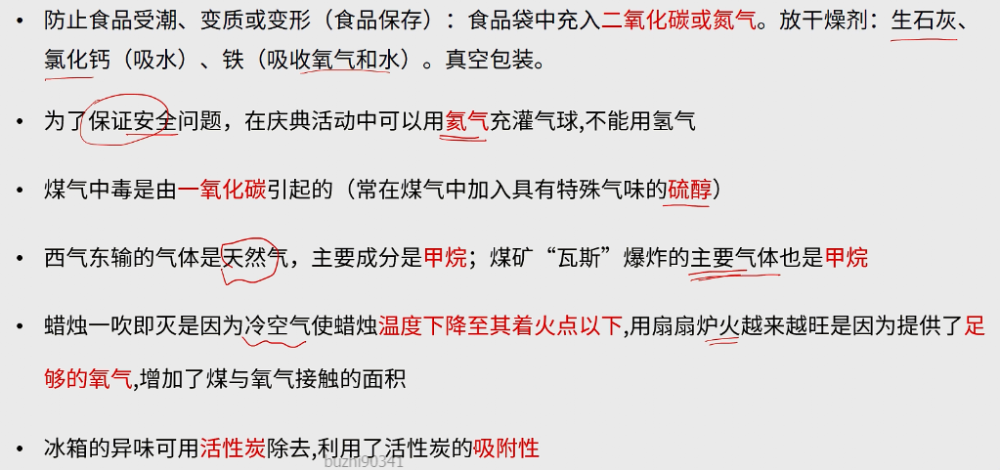 • 防止食品受潮、变质或变形（食品保存）：食品袋中充入二氧化碳或氮气。放干燥剂：生石灰、
氯化钙（吸水）、铁（吸收氧气和水）。真空包装。
• 为了保证安全问题，在庆典活动中可以用氦气充灌气球,不能用氢气
• 煤气中毒是由一氧化碳引起的（常在煤气中加入具有特殊气味的硫醇）
• 西气东输的气体是天然气，主要成分是甲烷；煤矿“瓦斯”爆炸的主要气体也是甲烷
• 蜡烛一吹即灭是因为冷空气使蜡烛温度下降至其着火点以下,用扇扇炉火越来越旺是因为提供了足
够的氧气,增加了煤与氧气接触的面积
• 冰箱的异味可用活性炭除去,利用了活性炭的吸附性
buzhi90341